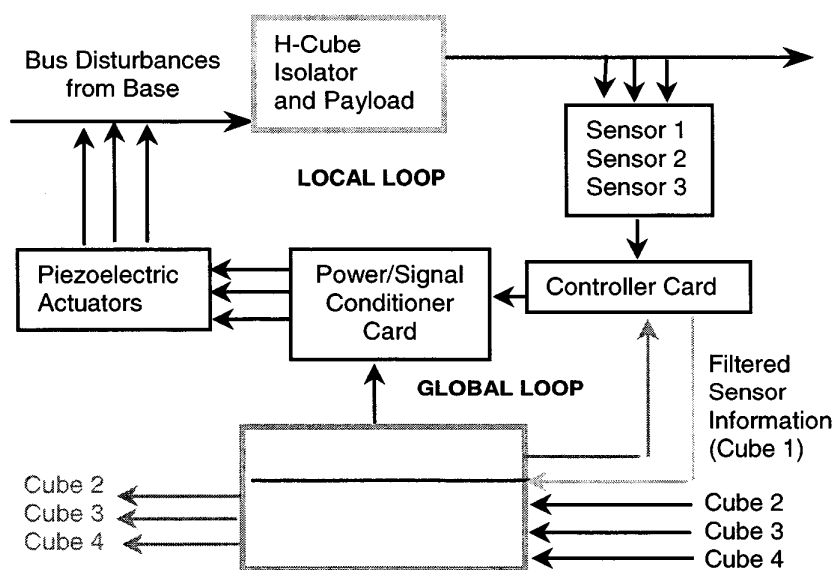 Bus Disturbances
from Base
H-Cube
Isolator
and Payload
Sensor 1
Sensor 2
Sensor 3
LOCAL LOOP
Piezoelectric
Actuators
Power/Signal
Conditioner
Card
Controller Card
GLOBAL LOOP
Filtered
Sensor
Information
(Cube 1)
Cube 2
Cube 3
Cube 4
Cube 2
Cube 3
Cube 4